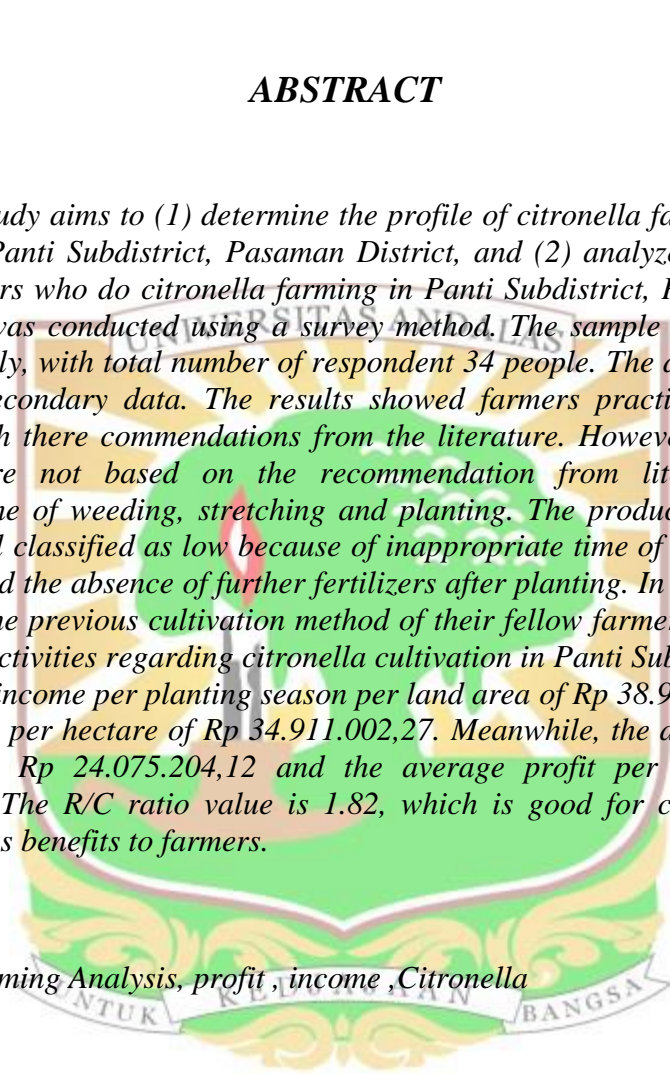 ABSTRACT
udy aims to (1) determine the profile of citronella fa
Panti Subdistrict, Pasaman District, and (2) analyz
rs who do citronella farming in Panti Subdistrict, P
was conducted using a survey method. The sample
UNIVERSITAS ANDALAS
ly, with total number of respondent 34 people. The
econdary data. The results showed farmers practi
h there commendations from the literature. Howev
re not based on the recommendation from lit
ne of weeding, stretching and planting. The produc
l classified as low because of inappropriate time of
d the absence of further fertilizers after planting. In
he previous cultivation method of their fellow farme
ctivities regarding citronella cultivation in Panti Sub
income per planting season per land area of Rp 38.9
per hectare of Rp 34.911.002,27. Meanwhile, the a
Rp 24.075.204,12 and the average profit per
The R/C ratio value is 1.82, which is good for c
s benefits to farmers.
ming Analysis, profit , income ,Citronella
UNTUK KEDJAJAAN BANGSA